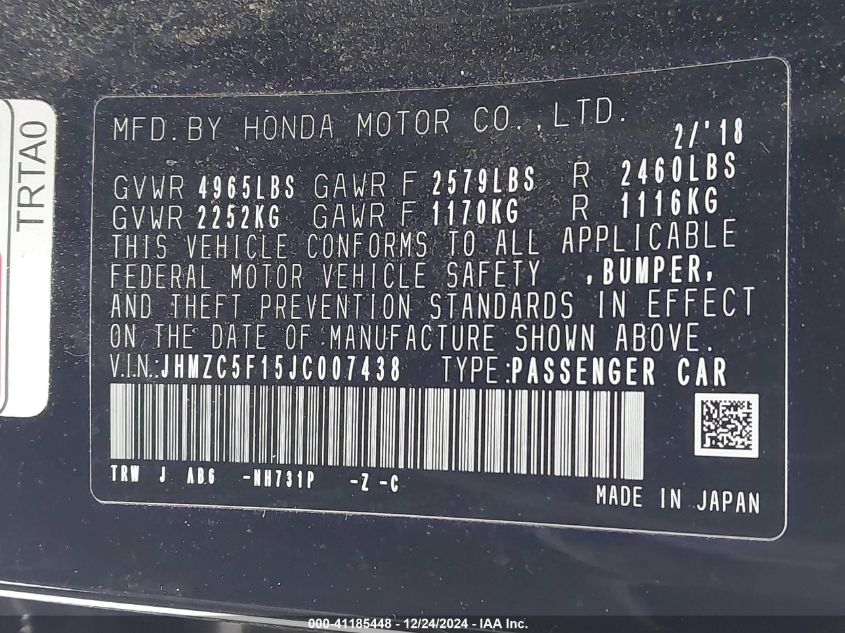 TRTA0
MFD. BY HONDA MOTOR CO., LTD. 2/'18
GVWR 4965LBS GAWR F 2579LBS R 2460LBS
GVWR 2252KG GAWR F 1170KG R 1116KG
THIS VEHICLE CONFORMS TO ALL APPLICABLE
FEDERAL MOTOR VEHICLE SAFETY ,BUMPER,
AND THEFT PREVENTION STANDARDS IN EFFECT
ON THE DATE OF MANUFACTURE SHOWN ABOVE.
V.I.N.:JHMZC5F15JC007438 TYPE:PASSENGER CAR
TRW J AB6 -NH731P -Z -C
MADE IN JAPAN
000-41185448 - 12/24/2024 - IAA Inc.